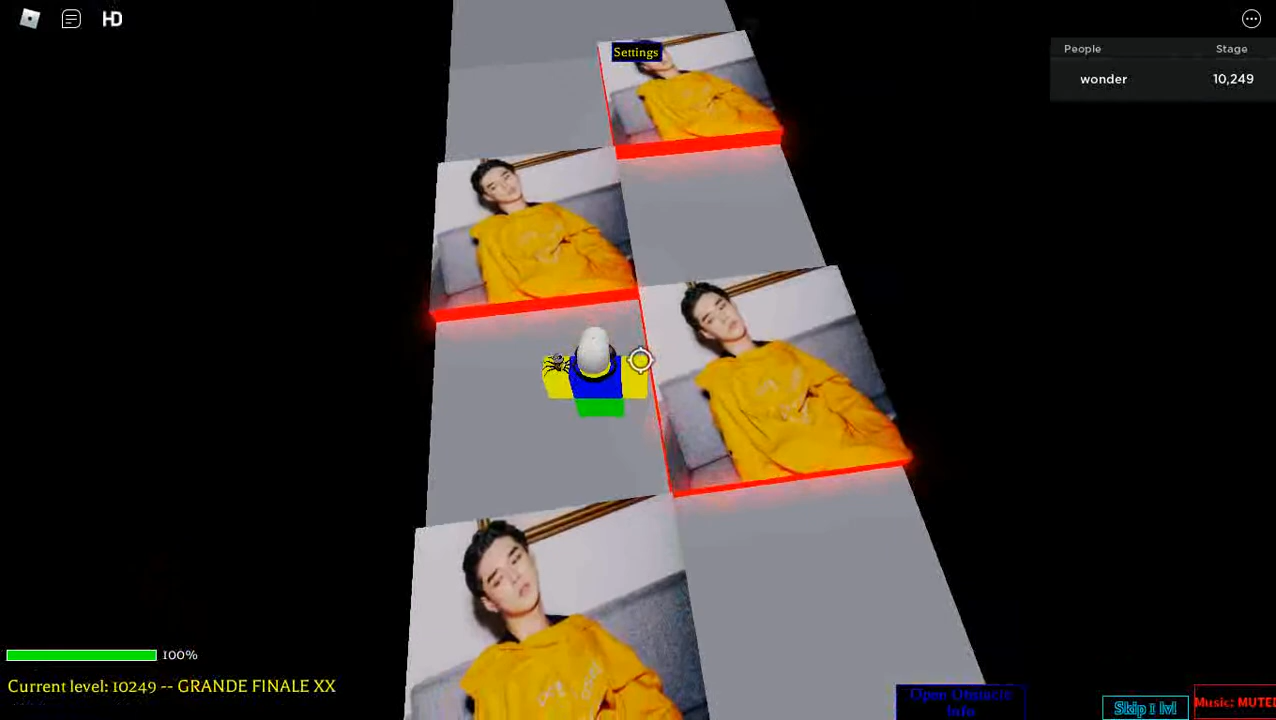 HD
Settings
People Stage
wonder 10,249
100%
Current level: 10249 -- GRANDE FINALE XX
Open Obstacle
Info
Skip 1 lvl
Music: MUTED